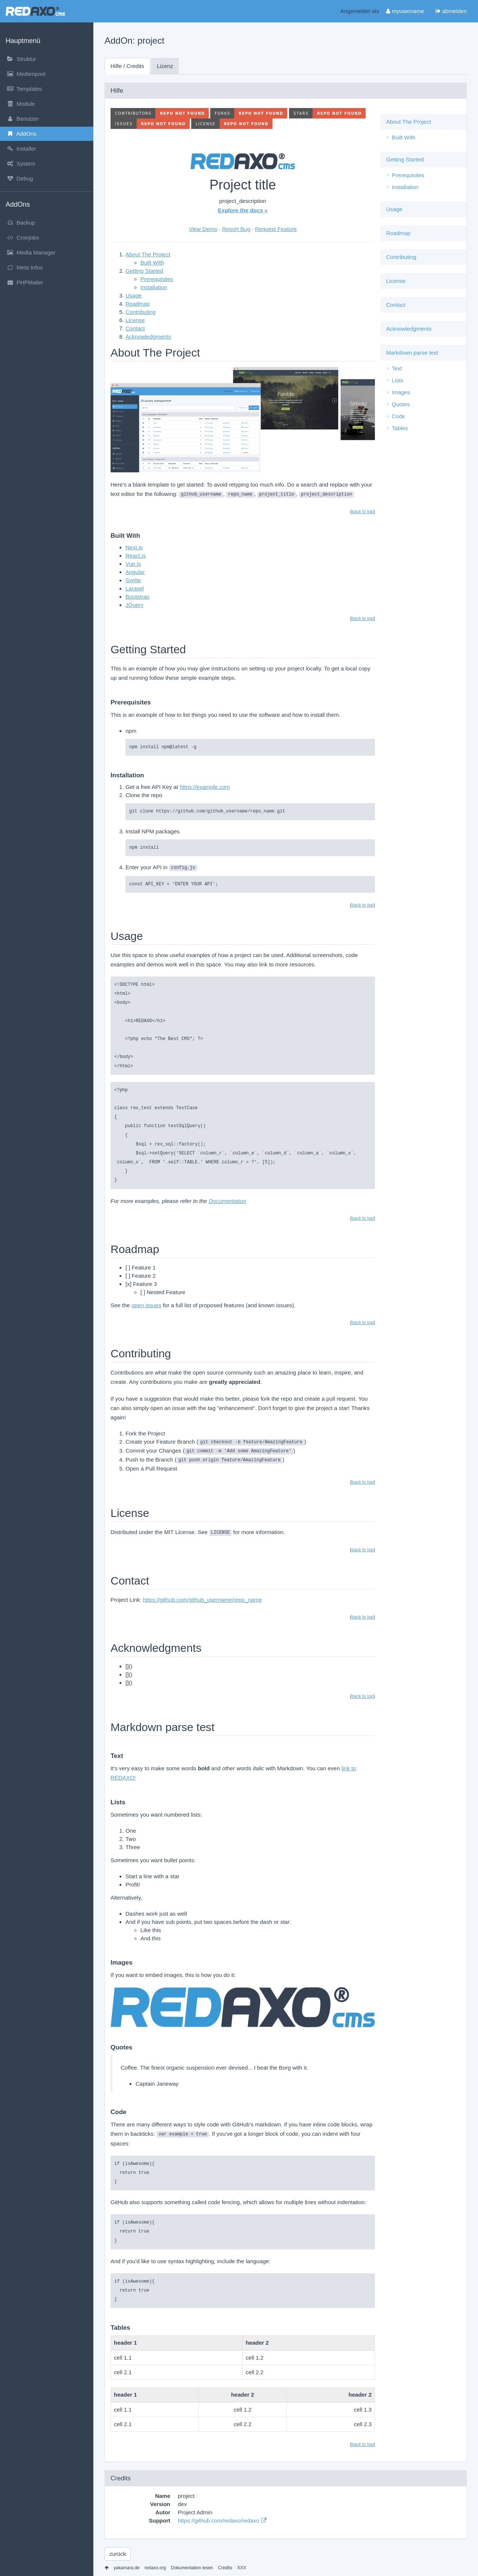 REDAXO cms
Angemeldet als myusername abmelden
Hauptmenü
Struktur
Medienpool
Templates
Module
Benutzer
AddOns
Installer
System
Debug
AddOns
Backup
Cronjobs
Media Manager
Meta Infos
PHPMailer
AddOn: project
Hilfe / Credits Lizenz
Hilfe
CONTRIBUTORS REPO NOT FOUND FORKS REPO NOT FOUND STARS REPO NOT FOUND
ISSUES REPO NOT FOUND LICENSE REPO NOT FOUND
REDAXO® cms
Project title
project_description
Explore the docs »
View Demo · Report Bug · Request Feature
1. About The Project
Built With
2. Getting Started
Prerequisites
Installation
3. Usage
4. Roadmap
5. Contributing
6. License
7. Contact
8. Acknowledgments
About The Project
Here's a blank template to get started: To avoid retyping too much info. Do a search and replace with your
text editor for the following: github_username, repo_name, project_title, project_description
(back to top)
Built With
Next.js
React.js
Vue.js
Angular
Svelte
Laravel
Bootstrap
JQuery
(back to top)
Getting Started
This is an example of how you may give instructions on setting up your project locally. To get a local copy
up and running follow these simple example steps.
Prerequisites
This is an example of how to list things you need to use the software and how to install them.
npm
npm install npm@latest -g
Installation
1. Get a free API Key at https://example.com
2. Clone the repo
git clone https://github.com/github_username/repo_name.git
3. Install NPM packages
npm install
4. Enter your API in config.js
const API_KEY = 'ENTER YOUR API';
(back to top)
Usage
Use this space to show useful examples of how a project can be used. Additional screenshots, code
examples and demos work well in this space. You may also link to more resources.
<!DOCTYPE html>
<html>
<body>
<h1>REDAXO</h1>
<?php echo "The Best CMS"; ?>
</body>
</html>
<?php
class rex_test extends TestCase
{
public function testSqlQuery()
{
$sql = rex_sql::factory();
$sql->setQuery('SELECT `column_r`, `column_e`, `column_d`, `column_a`, `column_x`,
`column_o`,  FROM '.self::TABLE.' WHERE column_r = ?', [5]);
}
}
For more examples, please refer to the Documentation
(back to top)
Roadmap
[ ] Feature 1
[ ] Feature 2
[x] Feature 3
[ ] Nested Feature
See the open issues for a full list of proposed features (and known issues).
(back to top)
Contributing
Contributions are what make the open source community such an amazing place to learn, inspire, and
create. Any contributions you make are greatly appreciated.
If you have a suggestion that would make this better, please fork the repo and create a pull request. You
can also simply open an issue with the tag "enhancement". Don't forget to give the project a star! Thanks
again!
1. Fork the Project
2. Create your Feature Branch (git checkout -b feature/AmazingFeature)
3. Commit your Changes (git commit -m 'Add some AmazingFeature')
4. Push to the Branch (git push origin feature/AmazingFeature)
5. Open a Pull Request
(back to top)
License
Distributed under the MIT License. See LICENSE for more information.
(back to top)
Contact
Project Link: https://github.com/github_username/repo_name
(back to top)
Acknowledgments
[]()
[]()
[]()
(back to top)
Markdown parse test
Text
It's very easy to make some words bold and other words italic with Markdown. You can even link to
REDAXO!
Lists
Sometimes you want numbered lists:
1. One
2. Two
3. Three
Sometimes you want bullet points:
Start a line with a star
Profit!
Alternatively,
Dashes work just as well
And if you have sub points, put two spaces before the dash or star:
Like this
And this
Images
If you want to embed images, this is how you do it:
REDAXO® cms
Quotes
Coffee. The finest organic suspension ever devised... I beat the Borg with it.
Captain Janeway
Code
There are many different ways to style code with GitHub's markdown. If you have inline code blocks, wrap
them in backticks: var example = true. If you've got a longer block of code, you can indent with four
spaces:
if (isAwesome){
return true
}
GitHub also supports something called code fencing, which allows for multiple lines without indentation:
if (isAwesome){
return true
}
And if you'd like to use syntax highlighting, include the language:
if (isAwesome){
return true
}
Tables
header 1 header 2
cell 1.1 cell 1.2
cell 2.1 cell 2.2
header 1 header 2 header 2
cell 1.1 cell 1.2 cell 1.3
cell 2.1 cell 2.2 cell 2.3
(back to top)
About The Project
Built With
Getting Started
Prerequisites
Installation
Usage
Roadmap
Contributing
License
Contact
Acknowledgments
Markdown parse test
Text
Lists
Images
Quotes
Code
Tables
Credits
Name project
Version dev
Autor Project Admin
Support https://github.com/redaxo/redaxo
zurück
yakamara.de redaxo.org Dokumentation lesen Credits XXX